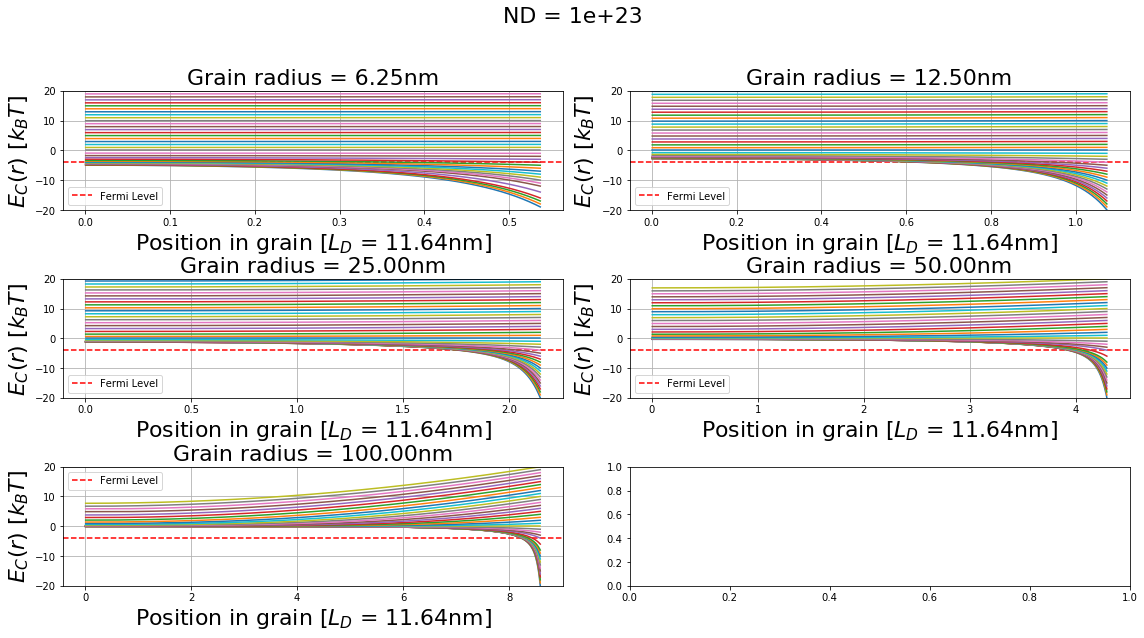 ND = 1e+23
Grain radius = 6.25nm
E_C(r) [k_BT]
20
10
0
−10
−20
Fermi Level
0.0 0.1 0.2 0.3 0.4 0.5
Position in grain [L_D = 11.64nm]
Grain radius = 12.50nm
E_C(r) [k_BT]
20
10
0
−10
−20
Fermi Level
0.0 0.2 0.4 0.6 0.8 1.0
Position in grain [L_D = 11.64nm]
Grain radius = 25.00nm
E_C(r) [k_BT]
20
10
0
−10
−20
Fermi Level
0.0 0.5 1.0 1.5 2.0
Position in grain [L_D = 11.64nm]
Grain radius = 50.00nm
E_C(r) [k_BT]
20
10
0
−10
−20
Fermi Level
0 1 2 3 4
Position in grain [L_D = 11.64nm]
Grain radius = 100.00nm
E_C(r) [k_BT]
20
10
0
−10
−20
Fermi Level
0 2 4 6 8
Position in grain [L_D = 11.64nm]
1.0
0.8
0.6
0.4
0.2
0.0
0.0 0.2 0.4 0.6 0.8 1.0